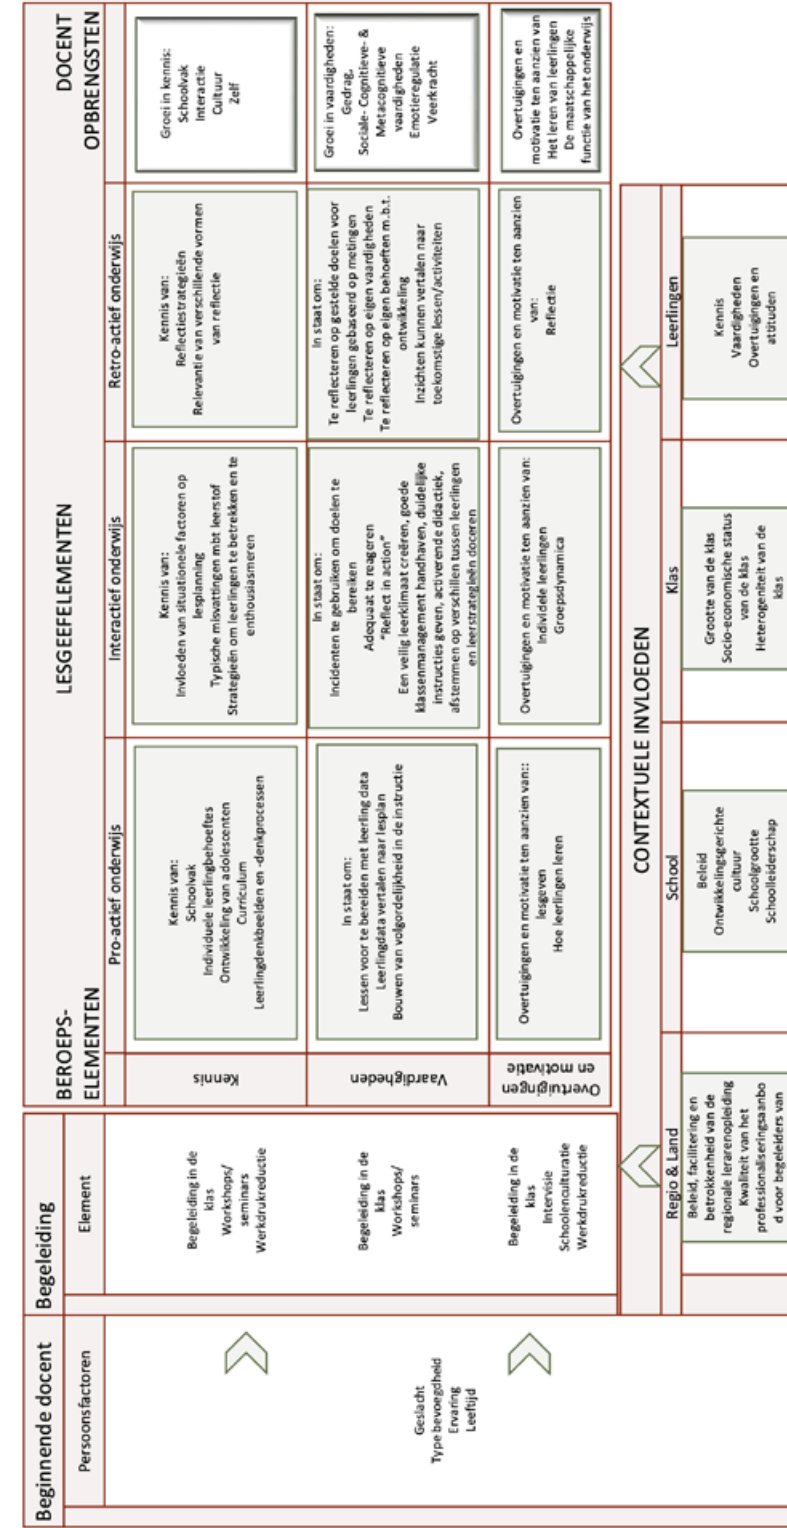 Beginnende docent
Persoonsfactoren
Geslacht
Type bevoegdheid
Ervaring
Leeftijd
Begeleiding
Element
Begeleiding in de
klas
Workshops/
seminars
Werkdrukreductie
Begeleiding in de
klas
Workshops/
seminars
Begeleiding in de
klas
Intervisie
Schoolenculturatie
Werkdrukreductie
BEROEPS-
ELEMENTEN
LESGEEFELEMENTEN
DOCENT
OPBRENGSTEN
Pro-actief onderwijs
Interactief onderwijs
Retro-actief onderwijs
Kennis
Kennis van:
Schoolvak
Individuele leerlingbehoeftes
Ontwikkeling van adolescenten
Curriculum
Leerlingdenkbeelden en -denkprocessen
Kennis van:
Invloeden van situationele factoren op
lesplanning
Typische misvattingen mbt leerstof
Strategieën om leerlingen te betrekken en te
enthousiasmeren
Kennis van:
Reflectiestrategieën
Relevantie van verschillende vormen
van reflectie
Groei in kennis:
Schoolvak
Interactie
Cultuur
Zelf
Vaardigheden
In staat om:
Lessen voor te bereiden met leerling data
Leerlingdata vertalen naar lesplan
Bouwen van volgordelijkheid in de instructie
In staat om:
Incidenten te gebruiken om doelen te
bereiken
Adequaat te reageren
“Reflect in action”
Een veilig leerklimaat creëren, goede
klassenmanagement handhaven, duidelijke
instructies geven, activerende didactiek,
afstemmen op verschillen tussen leerlingen
en leerstrategieën doceren
In staat om:
Te reflecteren op gestelde doelen voor
leerlingen gebaseerd op metingen
Te reflecteren op eigen vaardigheden
Te reflecteren op eigen behoeften m.b.t.
ontwikkeling
Inzichten kunnen vertalen naar
toekomstige lessen/activiteiten
Groei in vaardigheden:
Gedrag,
Sociale- Cognitieve- &
Metacognitieve
vaardigheden
Emotieregulatie
Veerkracht
Overtuigingen
en motivatie
Overtuigingen en motivatie ten aanzien van::
lesgeven
Hoe leerlingen leren
Overtuigingen en motivatie ten aanzien van:
Individele leerlingen
Groepsdynamica
Overtuigingen en motivatie ten aanzien
van:
Reflectie
Overtuigingen en
motivatie ten aanzien van
Het leren van leerlingen
De maatschappelijke
functie van het onderwijs
CONTEXTUELE INVLOEDEN
Regio & Land
School
Klas
Leerlingen
Beleid, facilitering en
betrokkenheid van de
regionale lerarenopleiding
Kwaliteit van het
professionaliseringsaanbo
d voor begeleiders van
Beleid
Ontwikkelingsgerichte
cultuur
Schoolgrootte
Schoolleiderschap
Grootte van de klas
Socio-economische status
van de klas
Heterogeniteit van de
klas
Kennis
Vaardigheden
Overtuigingen en
attituden